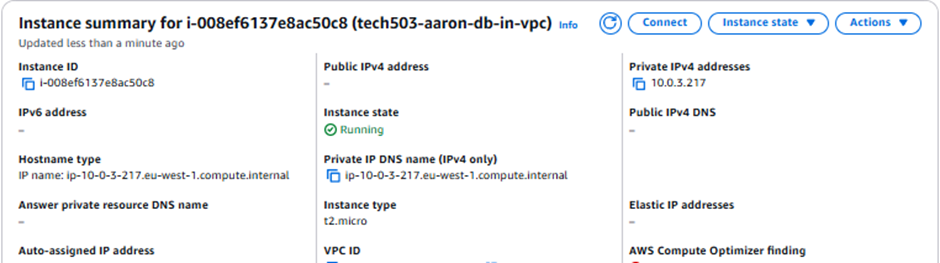 Instance summary for i-008ef6137e8ac50c8 (tech503-aaron-db-in-vpc) Info
Connect
Instance state
Actions
Updated less than a minute ago
Instance ID
i-008ef6137e8ac50c8
Public IPv4 address
–
Private IPv4 addresses
10.0.3.217
IPv6 address
–
Instance state
Running
Public IPv4 DNS
–
Hostname type
IP name: ip-10-0-3-217.eu-west-1.compute.internal
Private IP DNS name (IPv4 only)
ip-10-0-3-217.eu-west-1.compute.internal
Answer private resource DNS name
–
Instance type
t2.micro
Elastic IP addresses
–
Auto-assigned IP address
VPC ID
AWS Compute Optimizer finding